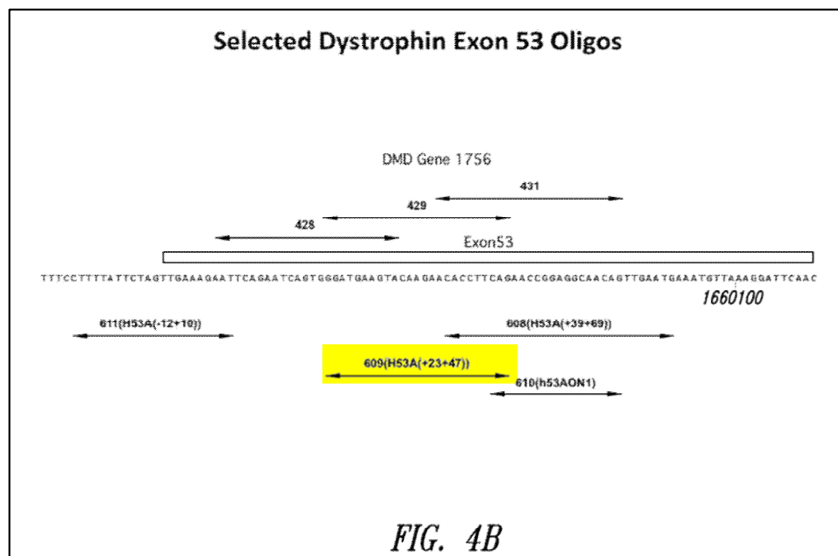 Selected Dystrophin Exon 53 Oligos
DMD Gene 1756
431
429
428
Exon53
TTTCCTTTTATTCTAGTTGAAAGAATTCAGAATCAGTGGGATGAAGTACAAGAACACCTTCAGAACCGGAGGCAACAGTTGAATGAAATGTTAAAGGATTCAAC
1660100
611(H53A(-12+10)) 608(H53A(+39+69))
609(H53A(+23+47))
610(h53AON1)
FIG. 4B